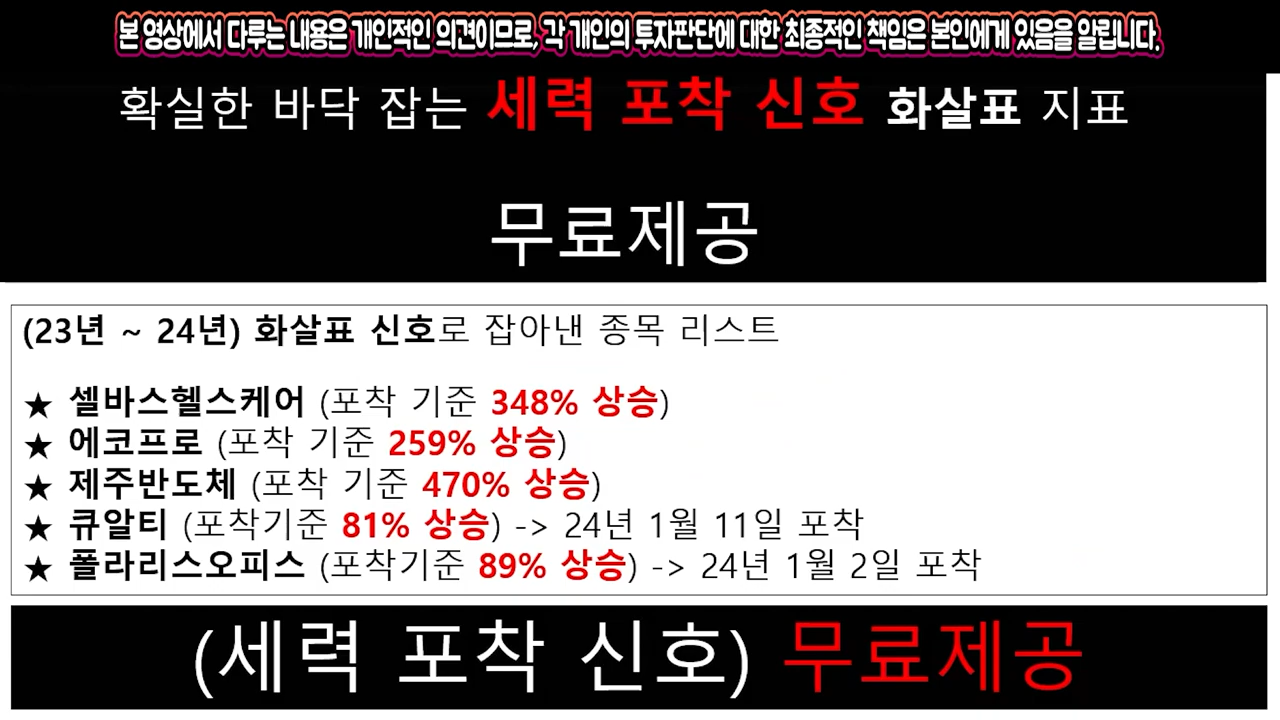 본 영상에서 다루는 내용은 개인적인 의견이므로, 각 개인의 투자판단에 대한 최종적인 책임은 본인에게 있음을 알립니다.
확실한 바닥 잡는 세력 포착 신호 화살표 지표
무료제공
(23년 ~ 24년) 화살표 신호로 잡아낸 종목 리스트
★ 셀바스헬스케어 (포착 기준 348% 상승)
★ 에코프로 (포착 기준 259% 상승)
★ 제주반도체 (포착 기준 470% 상승)
★ 큐알티 (포착기준 81% 상승) -> 24년 1월 11일 포착
★ 폴라리스오피스 (포착기준 89% 상승) -> 24년 1월 2일 포착
(세력 포착 신호) 무료제공